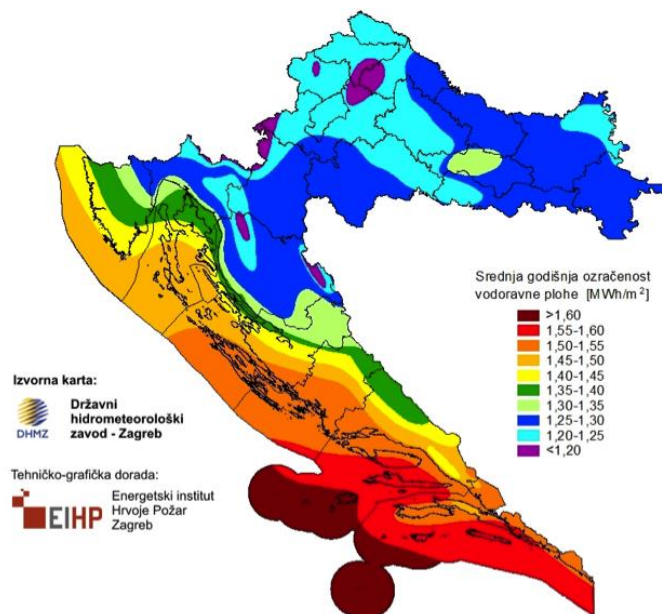 Srednja godišnja ozračenost
vodoravne plohe [MWh/m²]
>1,60
1,55-1,60
1,50-1,55
1,45-1,50
1,40-1,45
1,35-1,40
1,30-1,35
1,25-1,30
1,20-1,25
<1,20
Izvorna karta:
DHMZ
Državni
hidrometeorološki
zavod - Zagreb
Tehničko-grafička dorada:
EIHP
Energetski institut
Hrvoje Požar
Zagreb